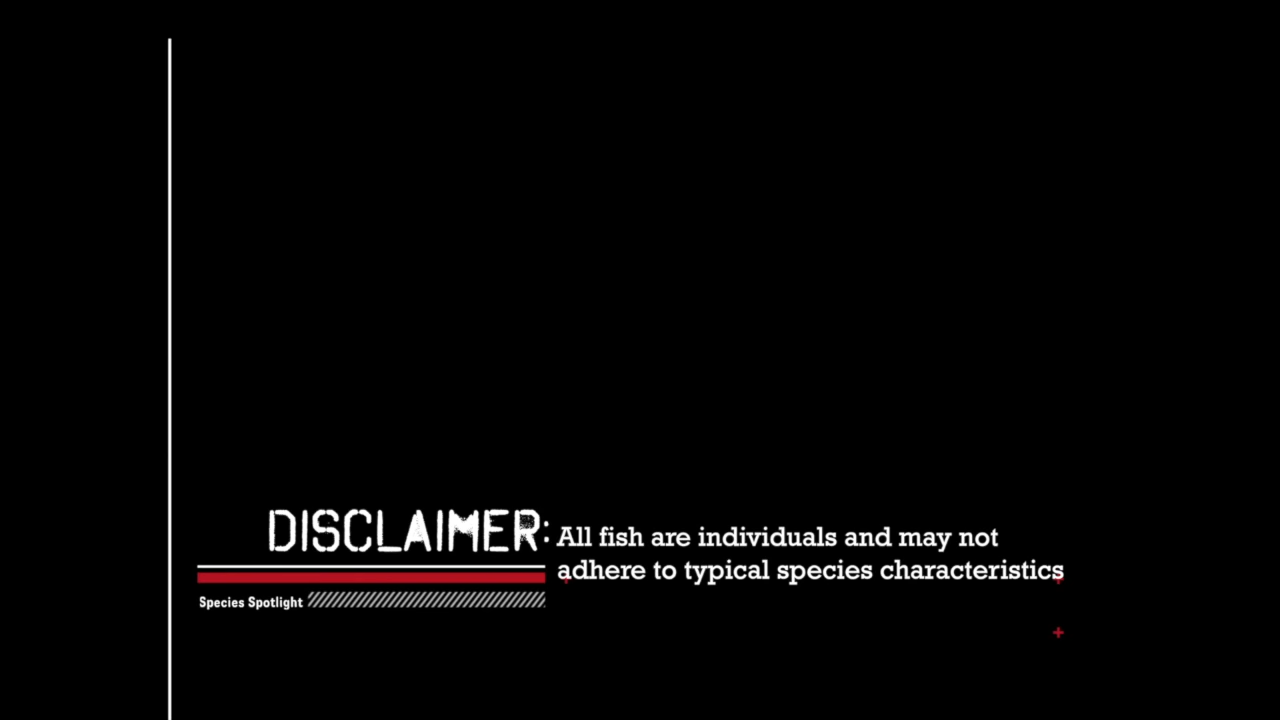 DISCLAIMER: All fish are individuals and may not
adhere to typical species characteristics
Species Spotlight